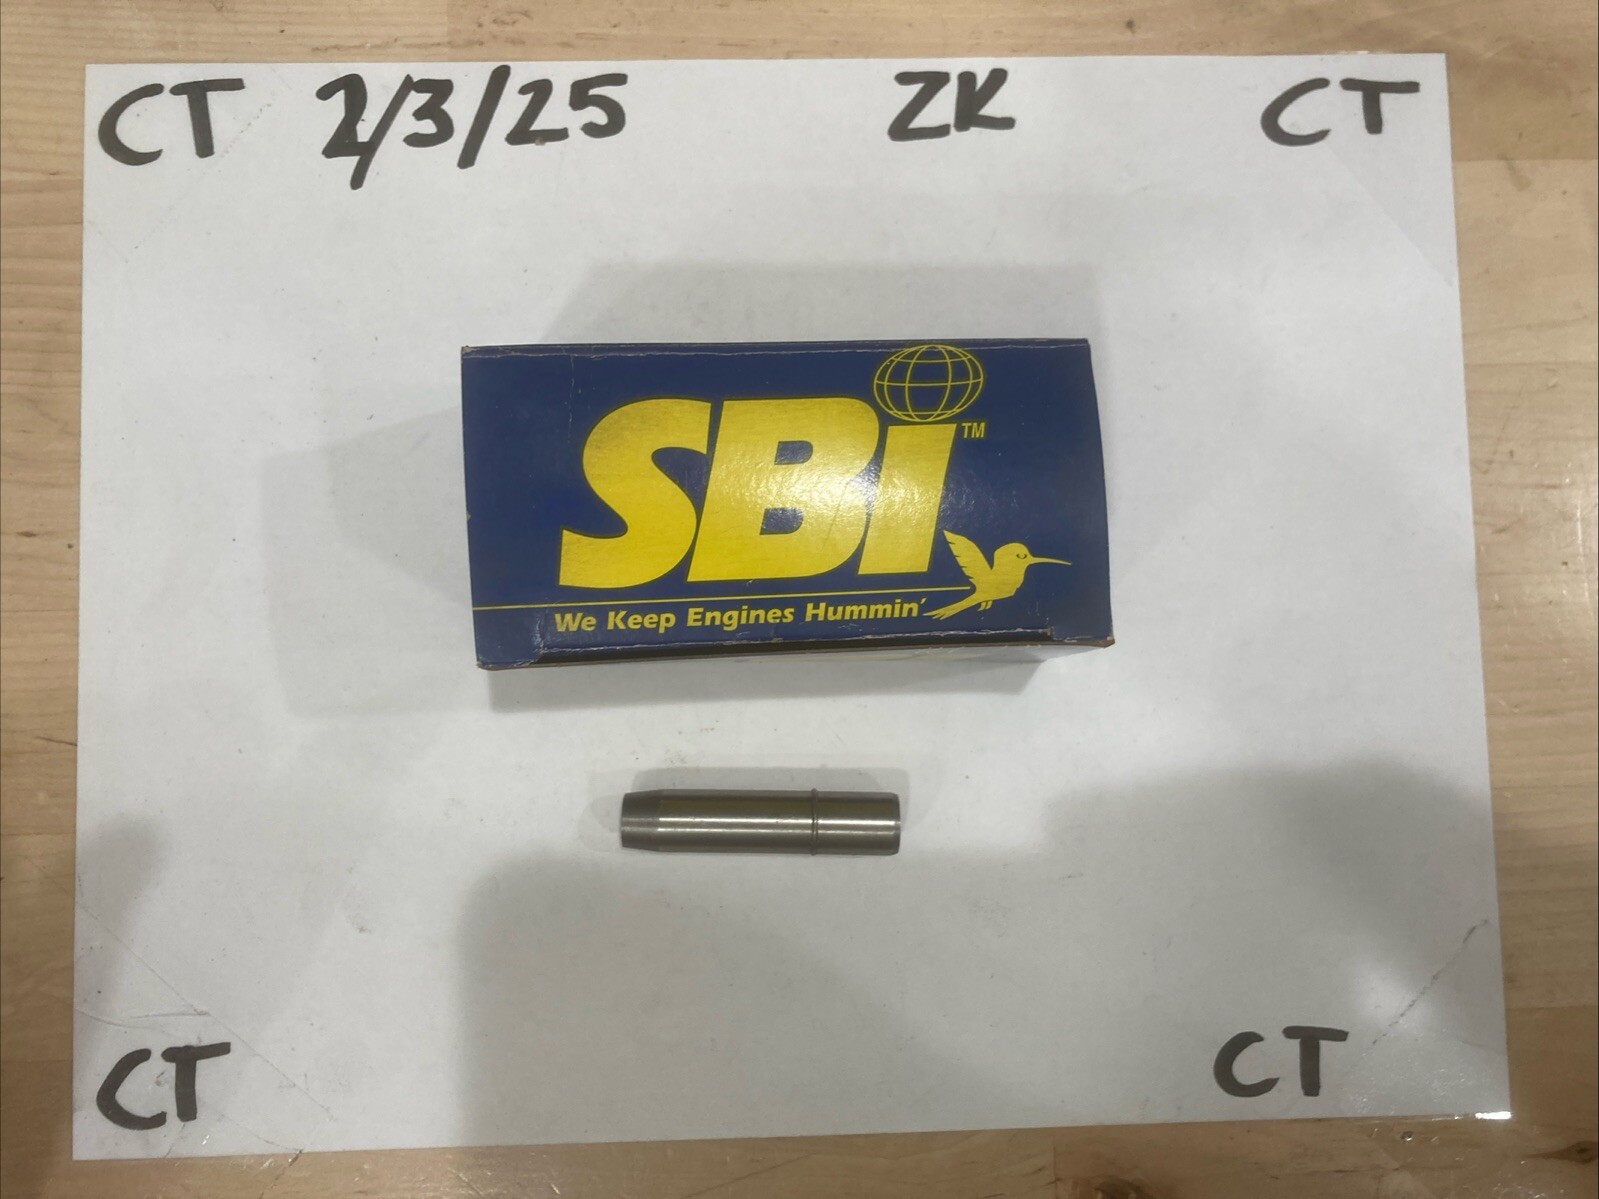 CT 2/3/25 ZK CT
SBI™
We Keep Engines Hummin'
CT CT